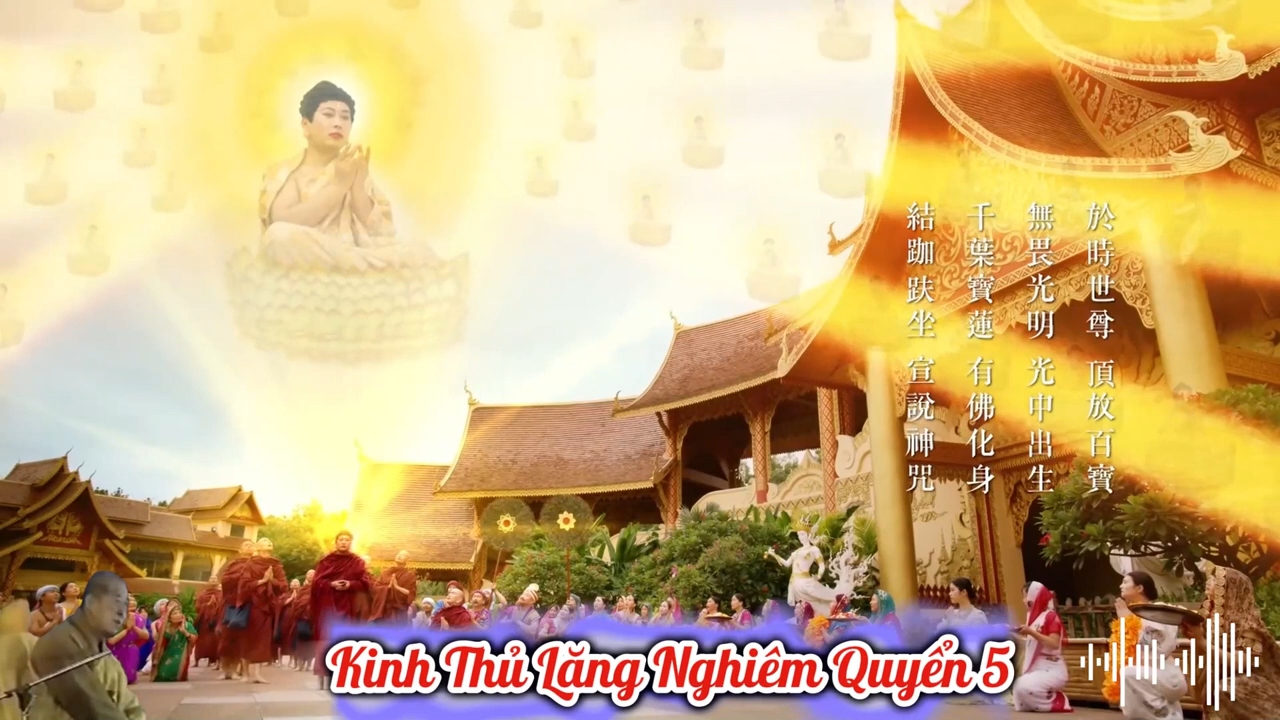 於時世尊 頂放百寶
無畏光明 光中出生
千葉寶蓮 有佛化身
結跏趺坐 宣說神咒
Kinh Thủ Lăng Nghiêm Quyển 5